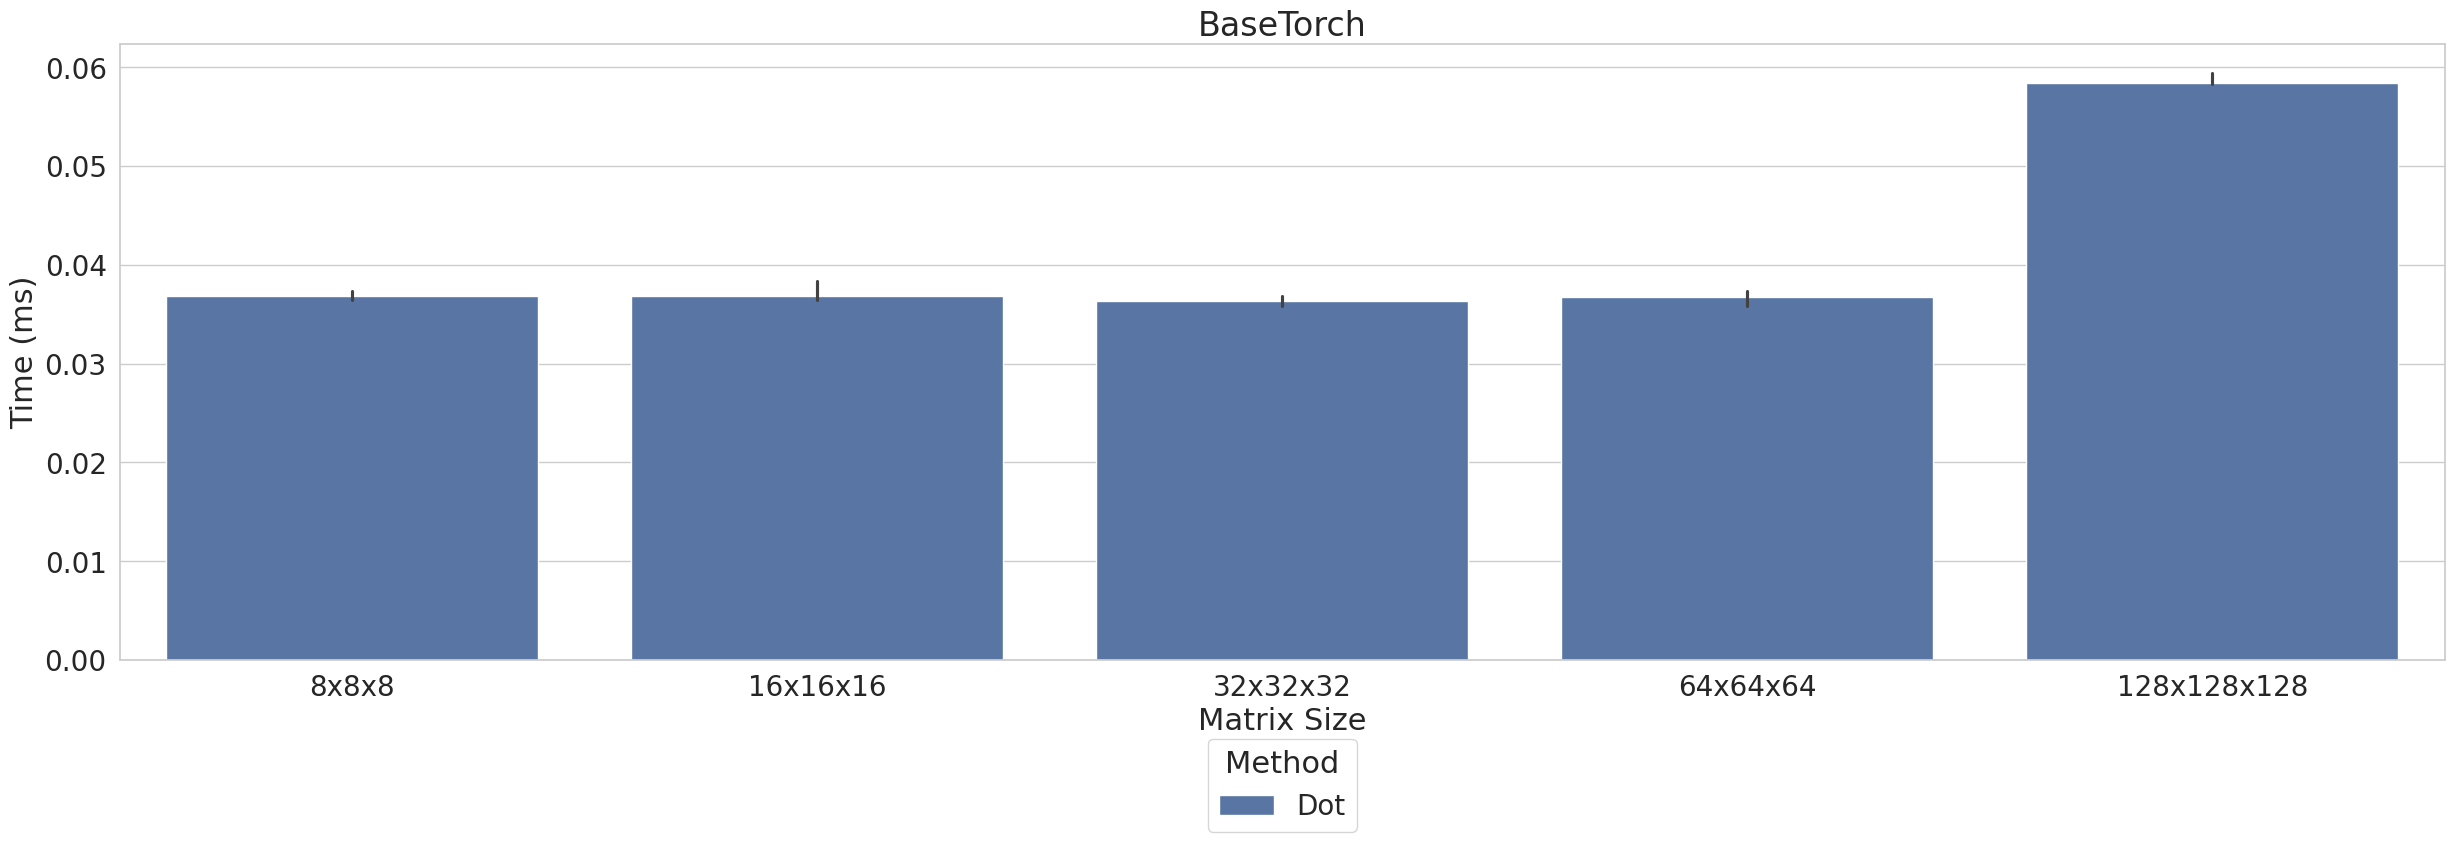 BaseTorch
0.06
0.05
0.04
0.03
0.02
0.01
0.00
Time (ms)
8x8x8 16x16x16 32x32x32 64x64x64 128x128x128
Matrix Size
Method
Dot